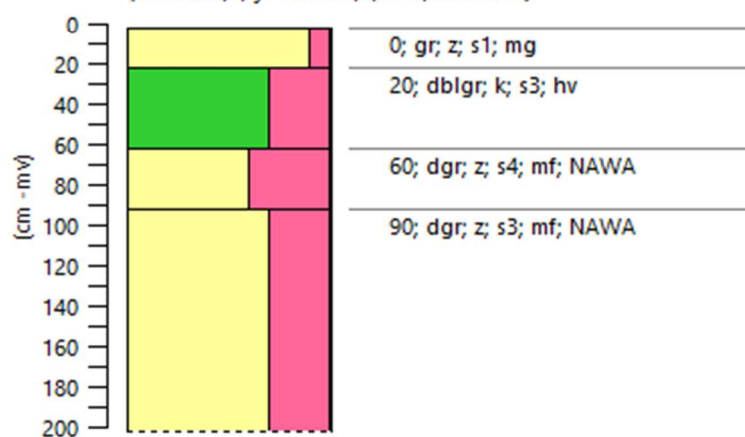 0
20
40
60
80
100
120
140
160
180
200
(cm - mv)
0; gr; z; s1; mg
20; dblgr; k; s3; hv
60; dgr; z; s4; mf; NAWA
90; dgr; z; s3; mf; NAWA